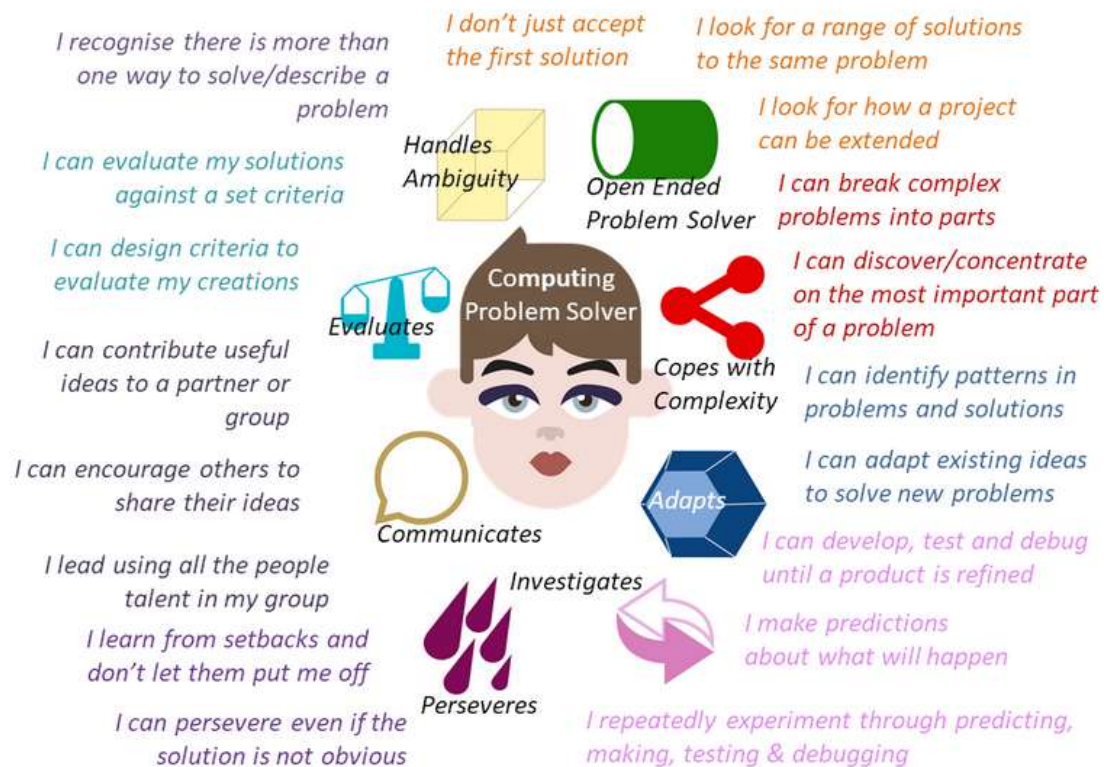 I recognise there is more than
one way to solve/describe a
problem
I don't just accept
the first solution
I look for a range of solutions
to the same problem
I look for how a project
can be extended
Handles
Ambiguity
Open Ended
Problem Solver
I can evaluate my solutions
against a set criteria
I can break complex
problems into parts
I can design criteria to
evaluate my creations
Evaluates
Computing
Problem Solver
I can discover/concentrate
on the most important part
of a problem
Copes with
Complexity
I can contribute useful
ideas to a partner or
group
I can identify patterns in
problems and solutions
I can encourage others to
share their ideas
Communicates
Adapts
I can adapt existing ideas
to solve new problems
I lead using all the people
talent in my group
Investigates
I can develop, test and debug
until a product is refined
I make predictions
about what will happen
I learn from setbacks and
don't let them put me off
Perseveres
I can persevere even if the
solution is not obvious
I repeatedly experiment through predicting,
making, testing & debugging